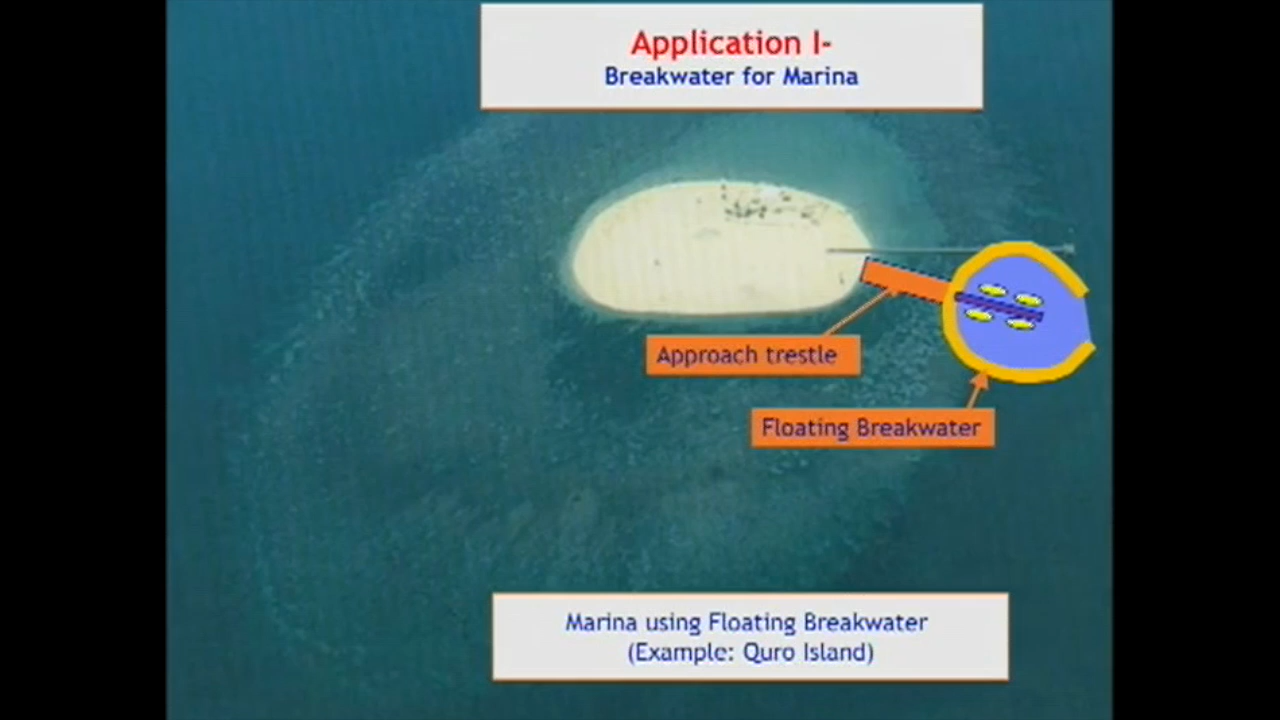 Application I-
Breakwater for Marina
Approach trestle
Floating Breakwater
Marina using Floating Breakwater
(Example: Quro Island)